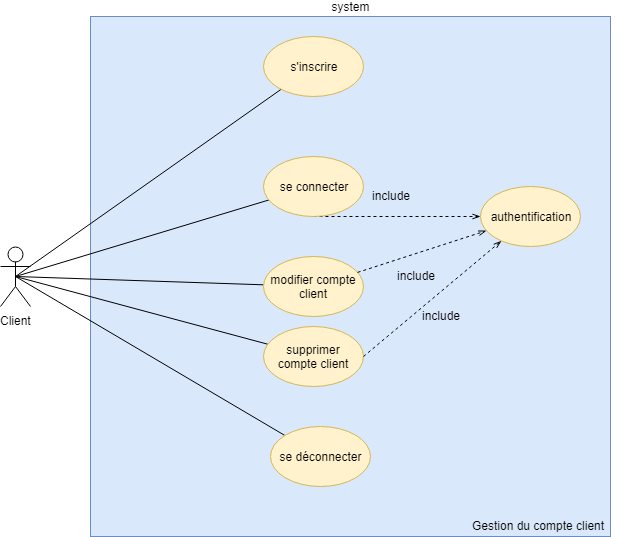 system
s'inscrire
se connecter
include
authentification
modifier compte
client
include
include
Client
supprimer
compte client
se déconnecter
Gestion du compte client